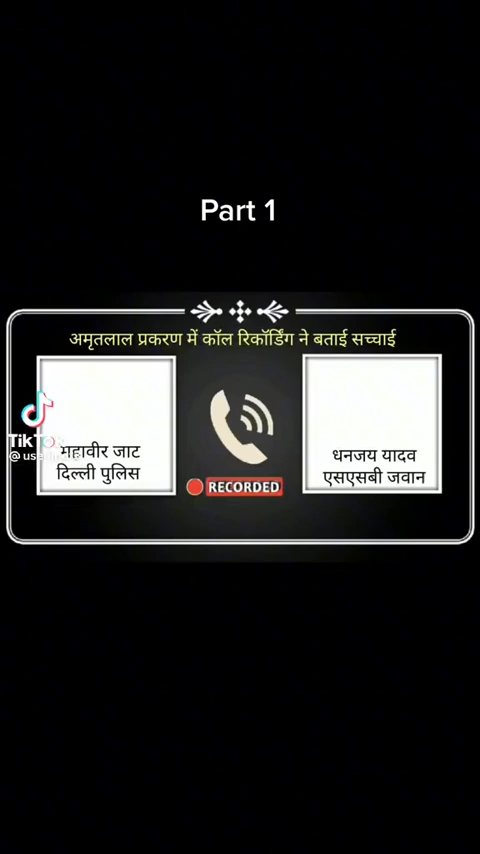 Part 1
अमृतलाल प्रकरण में कॉल रिकॉर्डिंग ने बताई सच्चाई
महावीर जाट
दिल्ली पुलिस
धनजय यादव
एसएसबी जवान
RECORDED
TikTok